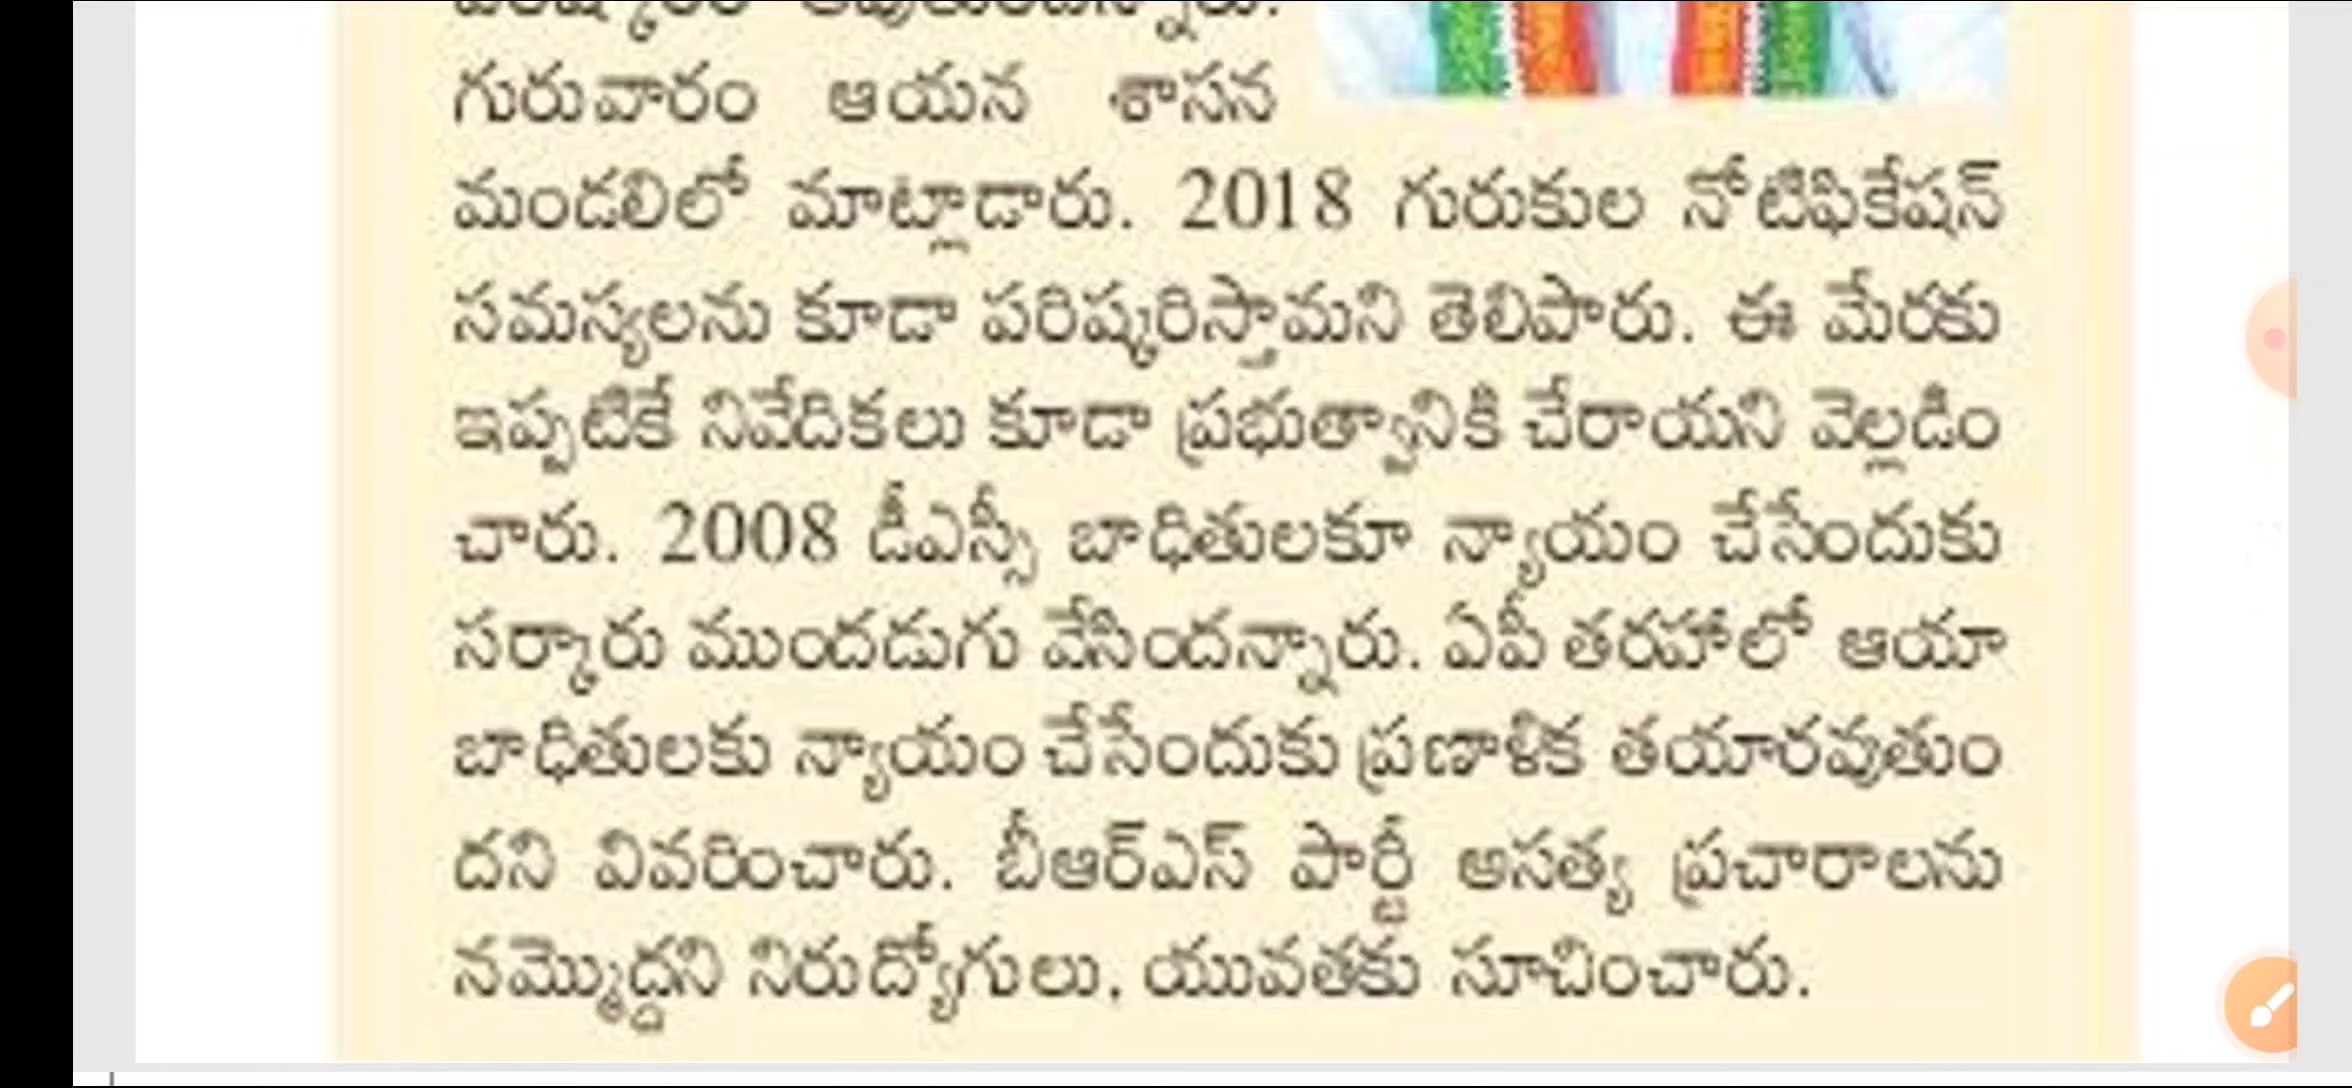 గురువారం ఆయన శాసన
మండలిలో మాట్లాడారు. 2018 గురుకుల నోటిఫికేషన్
సమస్యలను కూడా పరిష్కరిస్తామని తెలిపారు. ఈ మేరకు
ఇప్పటికే నివేదికలు కూడా ప్రభుత్వానికి చేరాయని వెల్లడిం
చారు. 2008 డీఎస్సీ బాధితులకూ న్యాయం చేసేందుకు
సర్కారు ముందడుగు వేసిందన్నారు. ఏపీ తరహాలో ఆయా
బాధితులకు న్యాయం చేసేందుకు ప్రణాళిక తయారవుతుం
దని వివరించారు. బీఆర్ఎస్ పార్టీ అసత్య ప్రచారాలను
నమ్మొద్దని నిరుద్యోగులు, యువతకు సూచించారు.